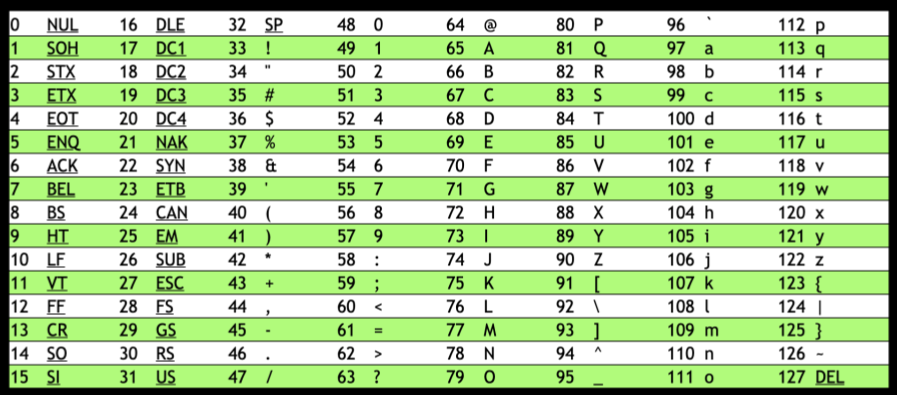 0 NUL 16 DLE 32 SP 48 0 64 @ 80 P 96 ` 112 p
1 SOH 17 DC1 33 ! 49 1 65 A 81 Q 97 a 113 q
2 STX 18 DC2 34 " 50 2 66 B 82 R 98 b 114 r
3 ETX 19 DC3 35 # 51 3 67 C 83 S 99 c 115 s
4 EOT 20 DC4 36 $ 52 4 68 D 84 T 100 d 116 t
5 ENQ 21 NAK 37 % 53 5 69 E 85 U 101 e 117 u
6 ACK 22 SYN 38 & 54 6 70 F 86 V 102 f 118 v
7 BEL 23 ETB 39 ' 55 7 71 G 87 W 103 g 119 w
8 BS 24 CAN 40 ( 56 8 72 H 88 X 104 h 120 x
9 HT 25 EM 41 ) 57 9 73 I 89 Y 105 i 121 y
10 LF 26 SUB 42 * 58 : 74 J 90 Z 106 j 122 z
11 VT 27 ESC 43 + 59 ; 75 K 91 [ 107 k 123 {
12 FF 28 FS 44 , 60 < 76 L 92 \ 108 l 124 |
13 CR 29 GS 45 - 61 = 77 M 93 ] 109 m 125 }
14 SO 30 RS 46 . 62 > 78 N 94 ^ 110 n 126 ~
15 SI 31 US 47 / 63 ? 79 O 95 _ 111 o 127 DEL